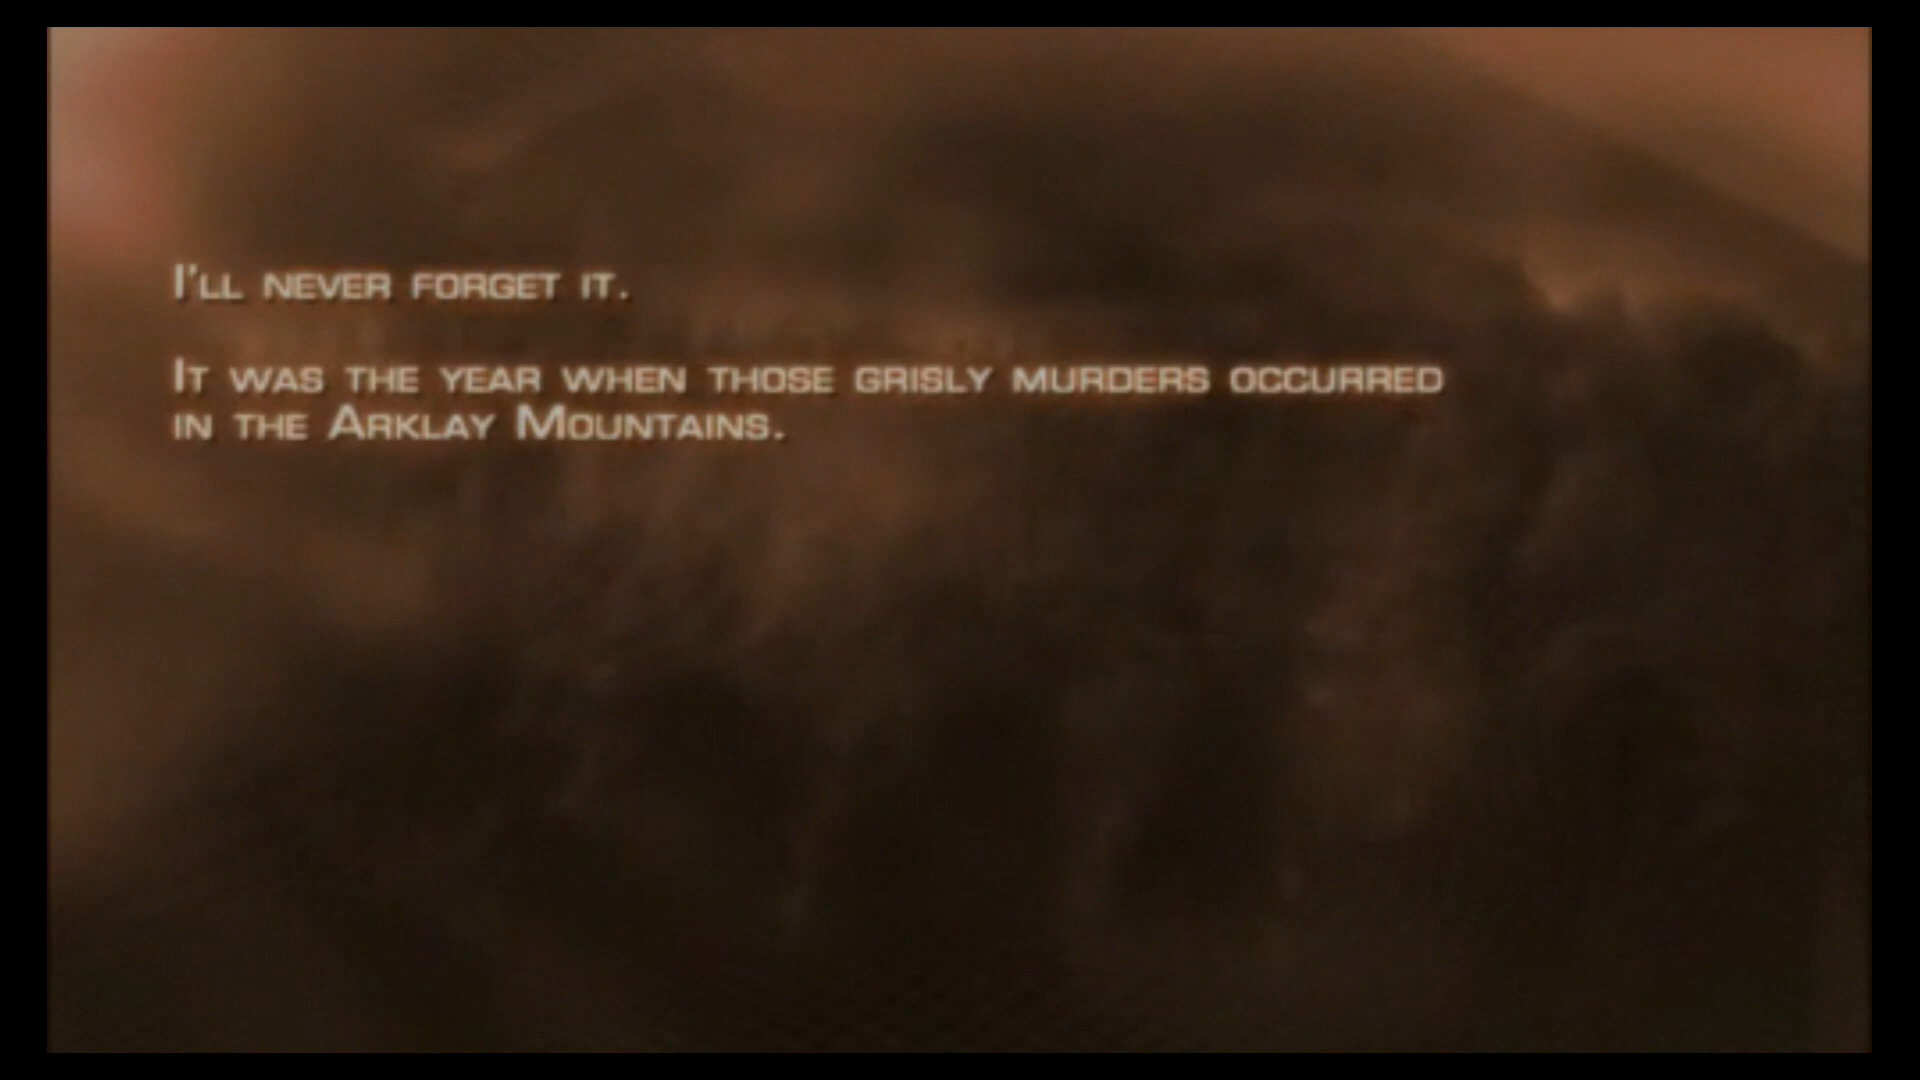 I'll never forget it.
It was the year when those grisly murders occurred
in the Arklay Mountains.